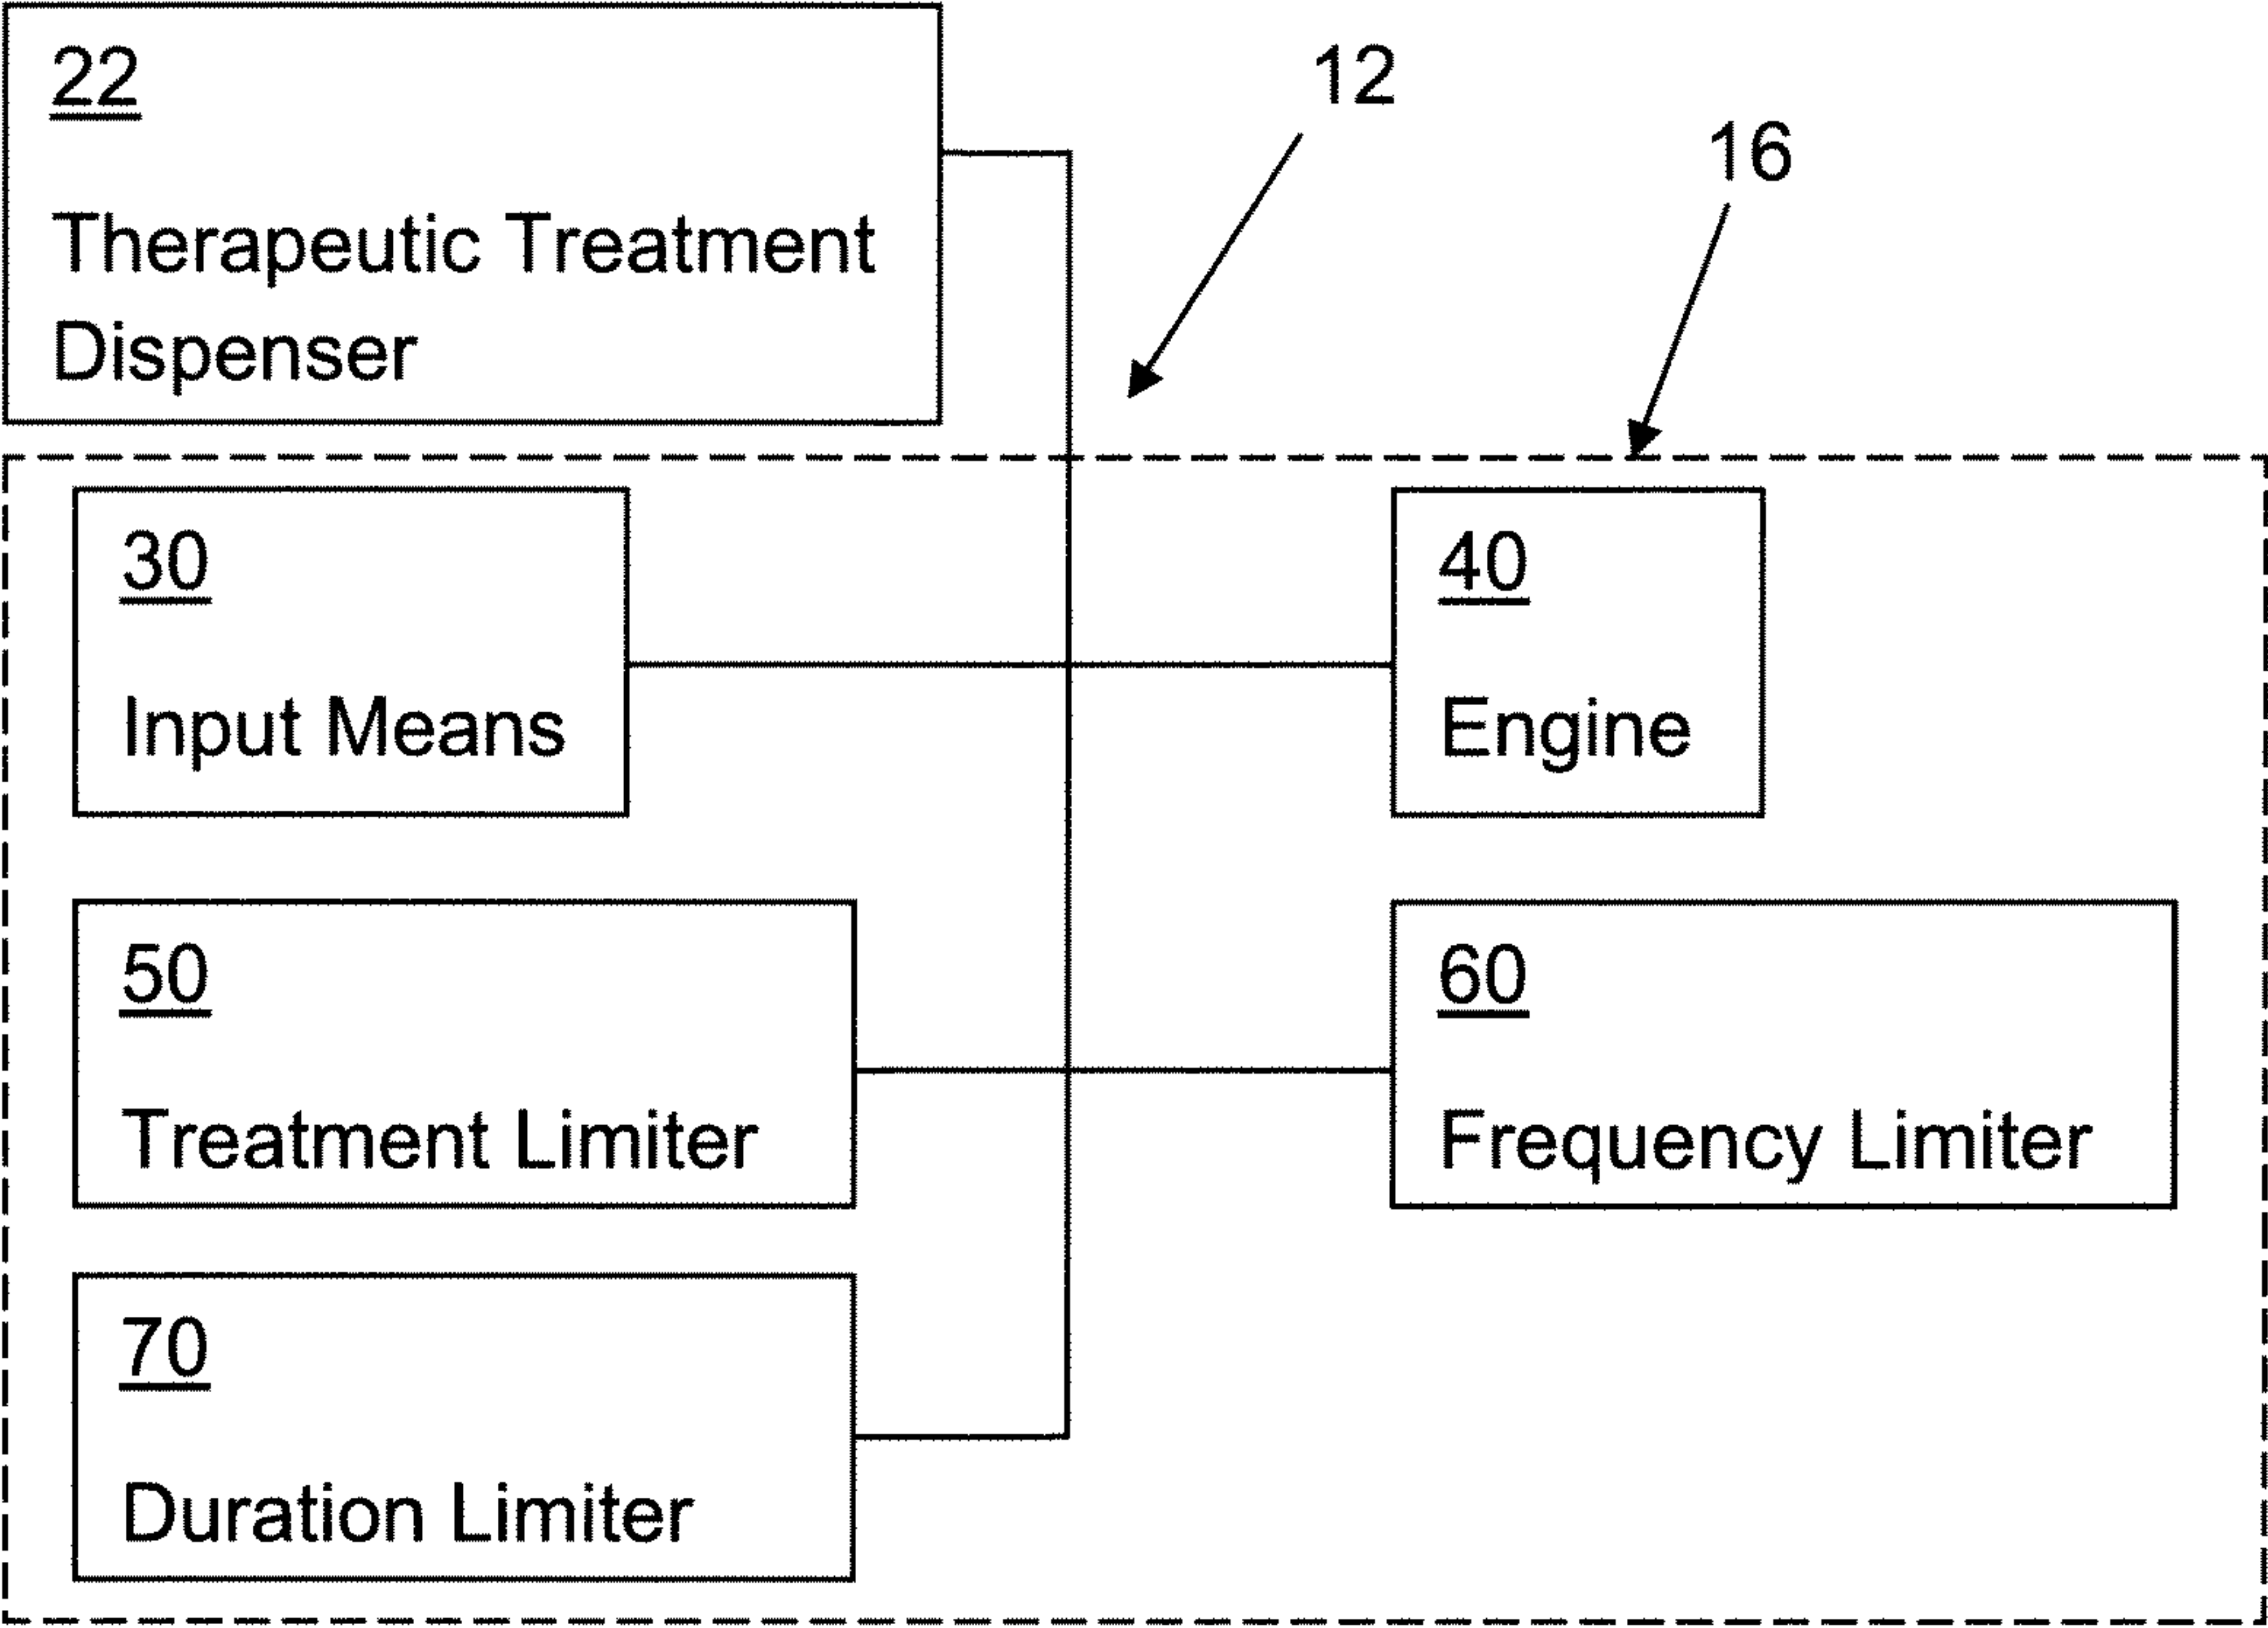 22
Therapeutic Treatment
Dispenser
12
16
30
Input Means
40
Engine
50
Treatment Limiter
60
Frequency Limiter
70
Duration Limiter